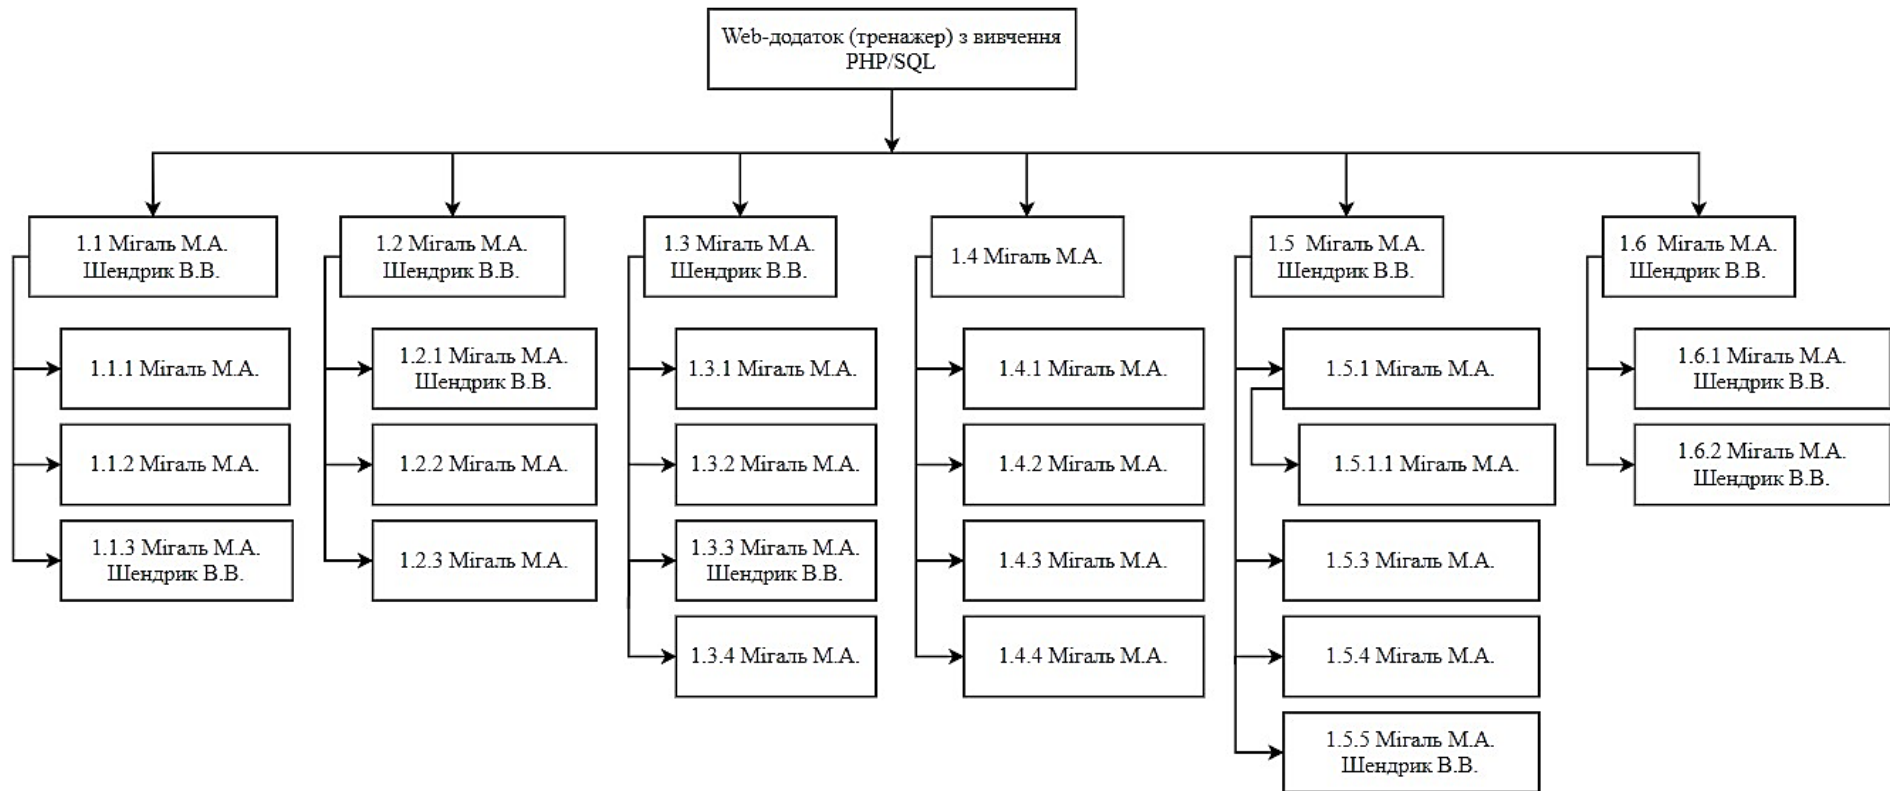 Web-додаток (тренажер) з вивчення
PHP/SQL
1.1 Мігаль М.А.
Шендрик В.В.
1.2 Мігаль М.А.
Шендрик В.В.
1.3 Мігаль М.А.
Шендрик В.В.
1.4 Мігаль М.А.
1.5 Мігаль М.А.
Шендрик В.В.
1.6 Мігаль М.А.
Шендрик В.В.
1.1.1 Мігаль М.А.
1.1.2 Мігаль М.А.
1.1.3 Мігаль М.А.
Шендрик В.В.
1.2.1 Мігаль М.А.
Шендрик В.В.
1.2.2 Мігаль М.А.
1.2.3 Мігаль М.А.
1.3.1 Мігаль М.А.
1.3.2 Мігаль М.А.
1.3.3 Мігаль М.А.
Шендрик В.В.
1.3.4 Мігаль М.А.
1.4.1 Мігаль М.А.
1.4.2 Мігаль М.А.
1.4.3 Мігаль М.А.
1.4.4 Мігаль М.А.
1.5.1 Мігаль М.А.
1.5.1.1 Мігаль М.А.
1.5.3 Мігаль М.А.
1.5.4 Мігаль М.А.
1.5.5 Мігаль М.А.
Шендрик В.В.
1.6.1 Мігаль М.А.
Шендрик В.В.
1.6.2 Мігаль М.А.
Шендрик В.В.